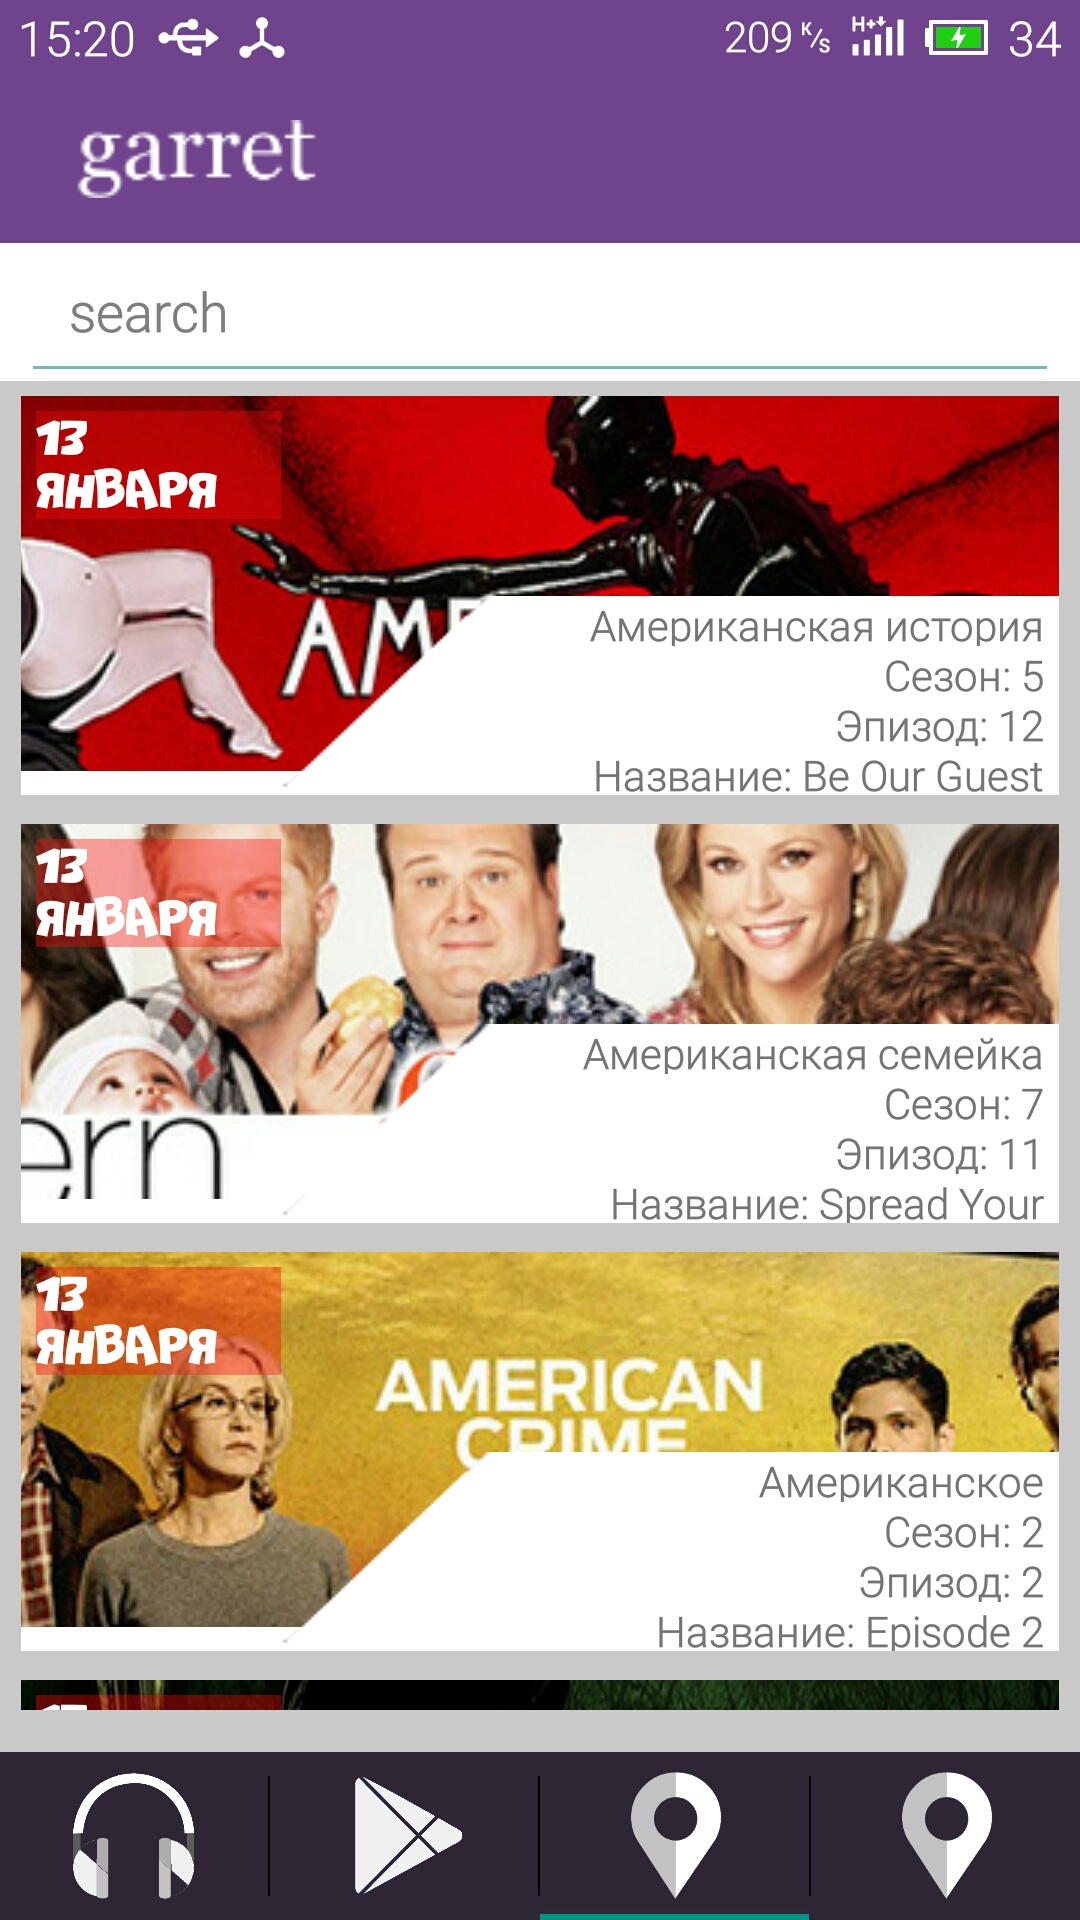 15:20 209 K/s H+ 34
garret
search
13
ЯНВАРЯ
AME
Американская история
Сезон: 5
Эпизод: 12
Название: Be Our Guest
13
ЯНВАРЯ
ern
Американская семейка
Сезон: 7
Эпизод: 11
Название: Spread Your
13
ЯНВАРЯ
AMERICAN
CRIME
Американское
Сезон: 2
Эпизод: 2
Название: Episode 2